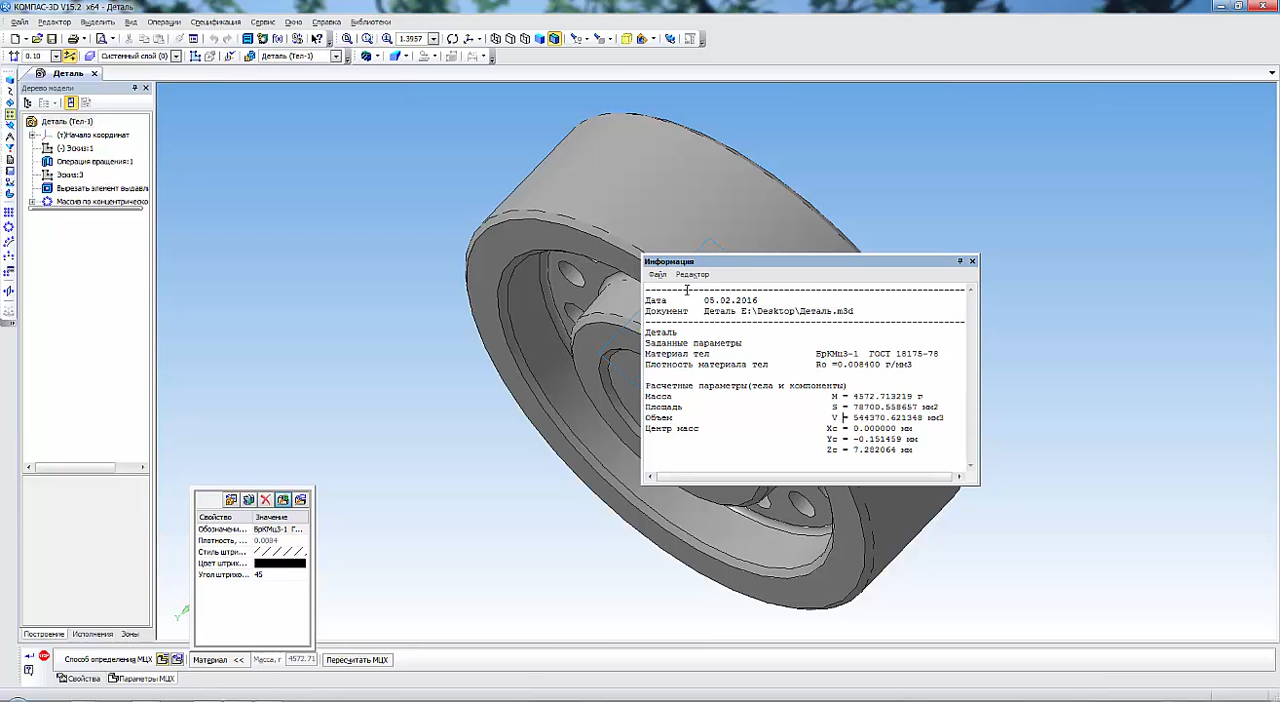 КОМПАС-3D V15.2 x64 - Деталь
Файл Редактор Выделить Вид Операции Спецификация Сервис Окно Справка Библиотеки
1.3957
0.10 Системный слой (0) Деталь (Тел-1)
Деталь
Дерево модели
Деталь (Тел-1)
(т)Начало координат
(-) Эскиз:1
Операция вращения:1
Эскиз:3
Вырезать элемент выдавли
Массив по концентрическо
Информация
Файл Редактор
Дата 05.02.2016
Документ Деталь E:\Desktop\Деталь.m3d
Деталь
Заданные параметры
Материал тел БрКМц3-1 ГОСТ 18175-78
Плотность материала тел Ro =0.008400 г/мм3
Расчетные параметры(тела и компоненты)
Масса M = 4572.713219 г
Площадь S = 78700.558657 мм2
Объем V = 544370.621348 мм3
Центр масс Xc = 0.000000 мм
Yc = -0.151459 мм
Zc = 7.282064 мм
Свойство Значение
Обозначени... БрКМц3-1 Г...
Плотность, ... 0.0084
Стиль штри...
Цвет штрих...
Угол штрихо... 45
Построение Исполнения Зоны
Способ определения МЦХ Материал << Масса, г 4572.71 Пересчитать МЦХ
Свойства Параметры МЦХ